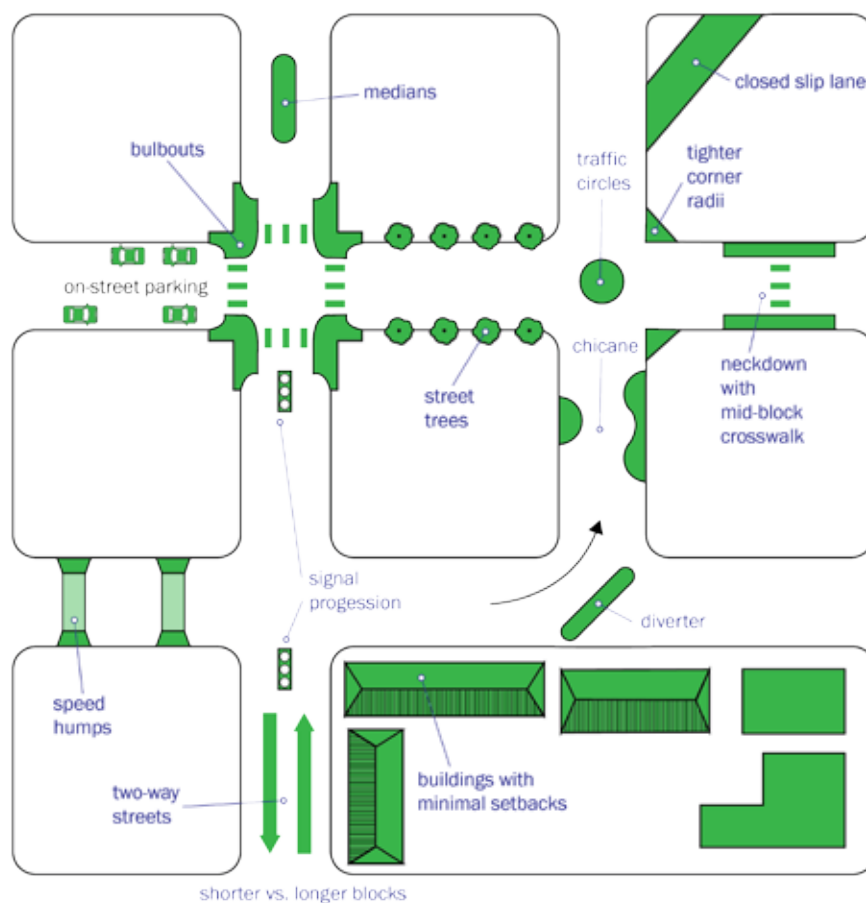 medians
closed slip lane
bulbouts
traffic
circles
tighter
corner
radii
on-street parking
chicane
street
trees
neckdown
with
mid-block
crosswalk
signal
progession
diverter
speed
humps
two-way
streets
buildings with
minimal setbacks
shorter vs. longer blocks